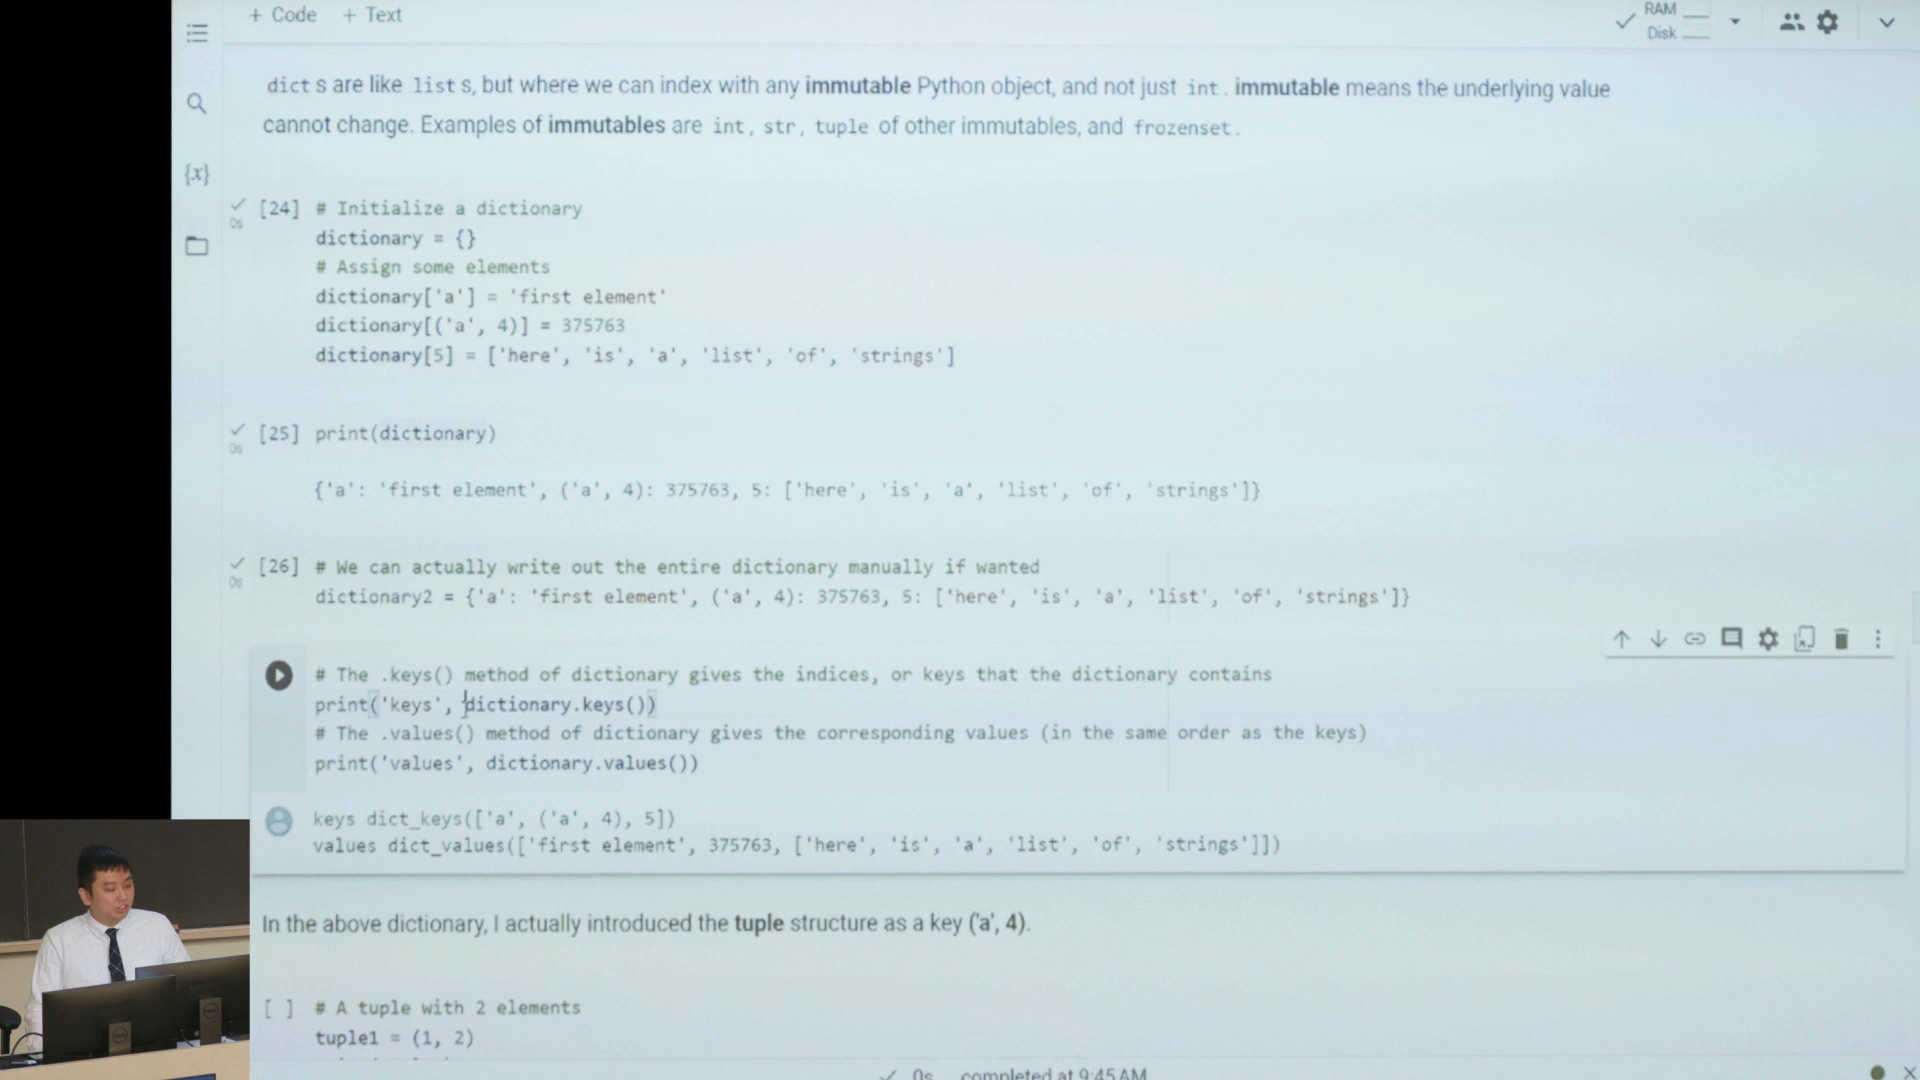 + Code + Text
RAM
Disk
dict s are like list s, but where we can index with any immutable Python object, and not just int . immutable means the underlying value
cannot change. Examples of immutables are int, str, tuple of other immutables, and frozenset.
{x}
[24] # Initialize a dictionary
0s
dictionary = {}
# Assign some elements
dictionary['a'] = 'first element'
dictionary[('a', 4)] = 375763
dictionary[5] = ['here', 'is', 'a', 'list', 'of', 'strings']
[25] print(dictionary)
0s
{'a': 'first element', ('a', 4): 375763, 5: ['here', 'is', 'a', 'list', 'of', 'strings']}
[26] # We can actually write out the entire dictionary manually if wanted
0s
dictionary2 = {'a': 'first element', ('a', 4): 375763, 5: ['here', 'is', 'a', 'list', 'of', 'strings']}
# The .keys() method of dictionary gives the indices, or keys that the dictionary contains
print('keys', dictionary.keys())
# The .values() method of dictionary gives the corresponding values (in the same order as the keys)
print('values', dictionary.values())
keys dict_keys(['a', ('a', 4), 5])
values dict_values(['first element', 375763, ['here', 'is', 'a', 'list', 'of', 'strings']])
In the above dictionary, I actually introduced the tuple structure as a key ('a', 4).
[ ] # A tuple with 2 elements
tuple1 = (1, 2)
0s completed at 9:45 AM